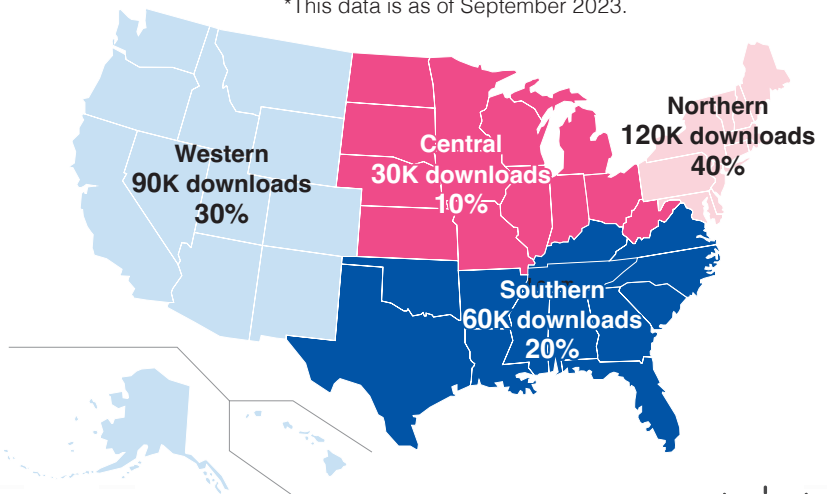 *This data is as of September 2023.
Northern
120K downloads
40%
Central
30K downloads
10%
Western
90K downloads
30%
Southern
60K downloads
20%